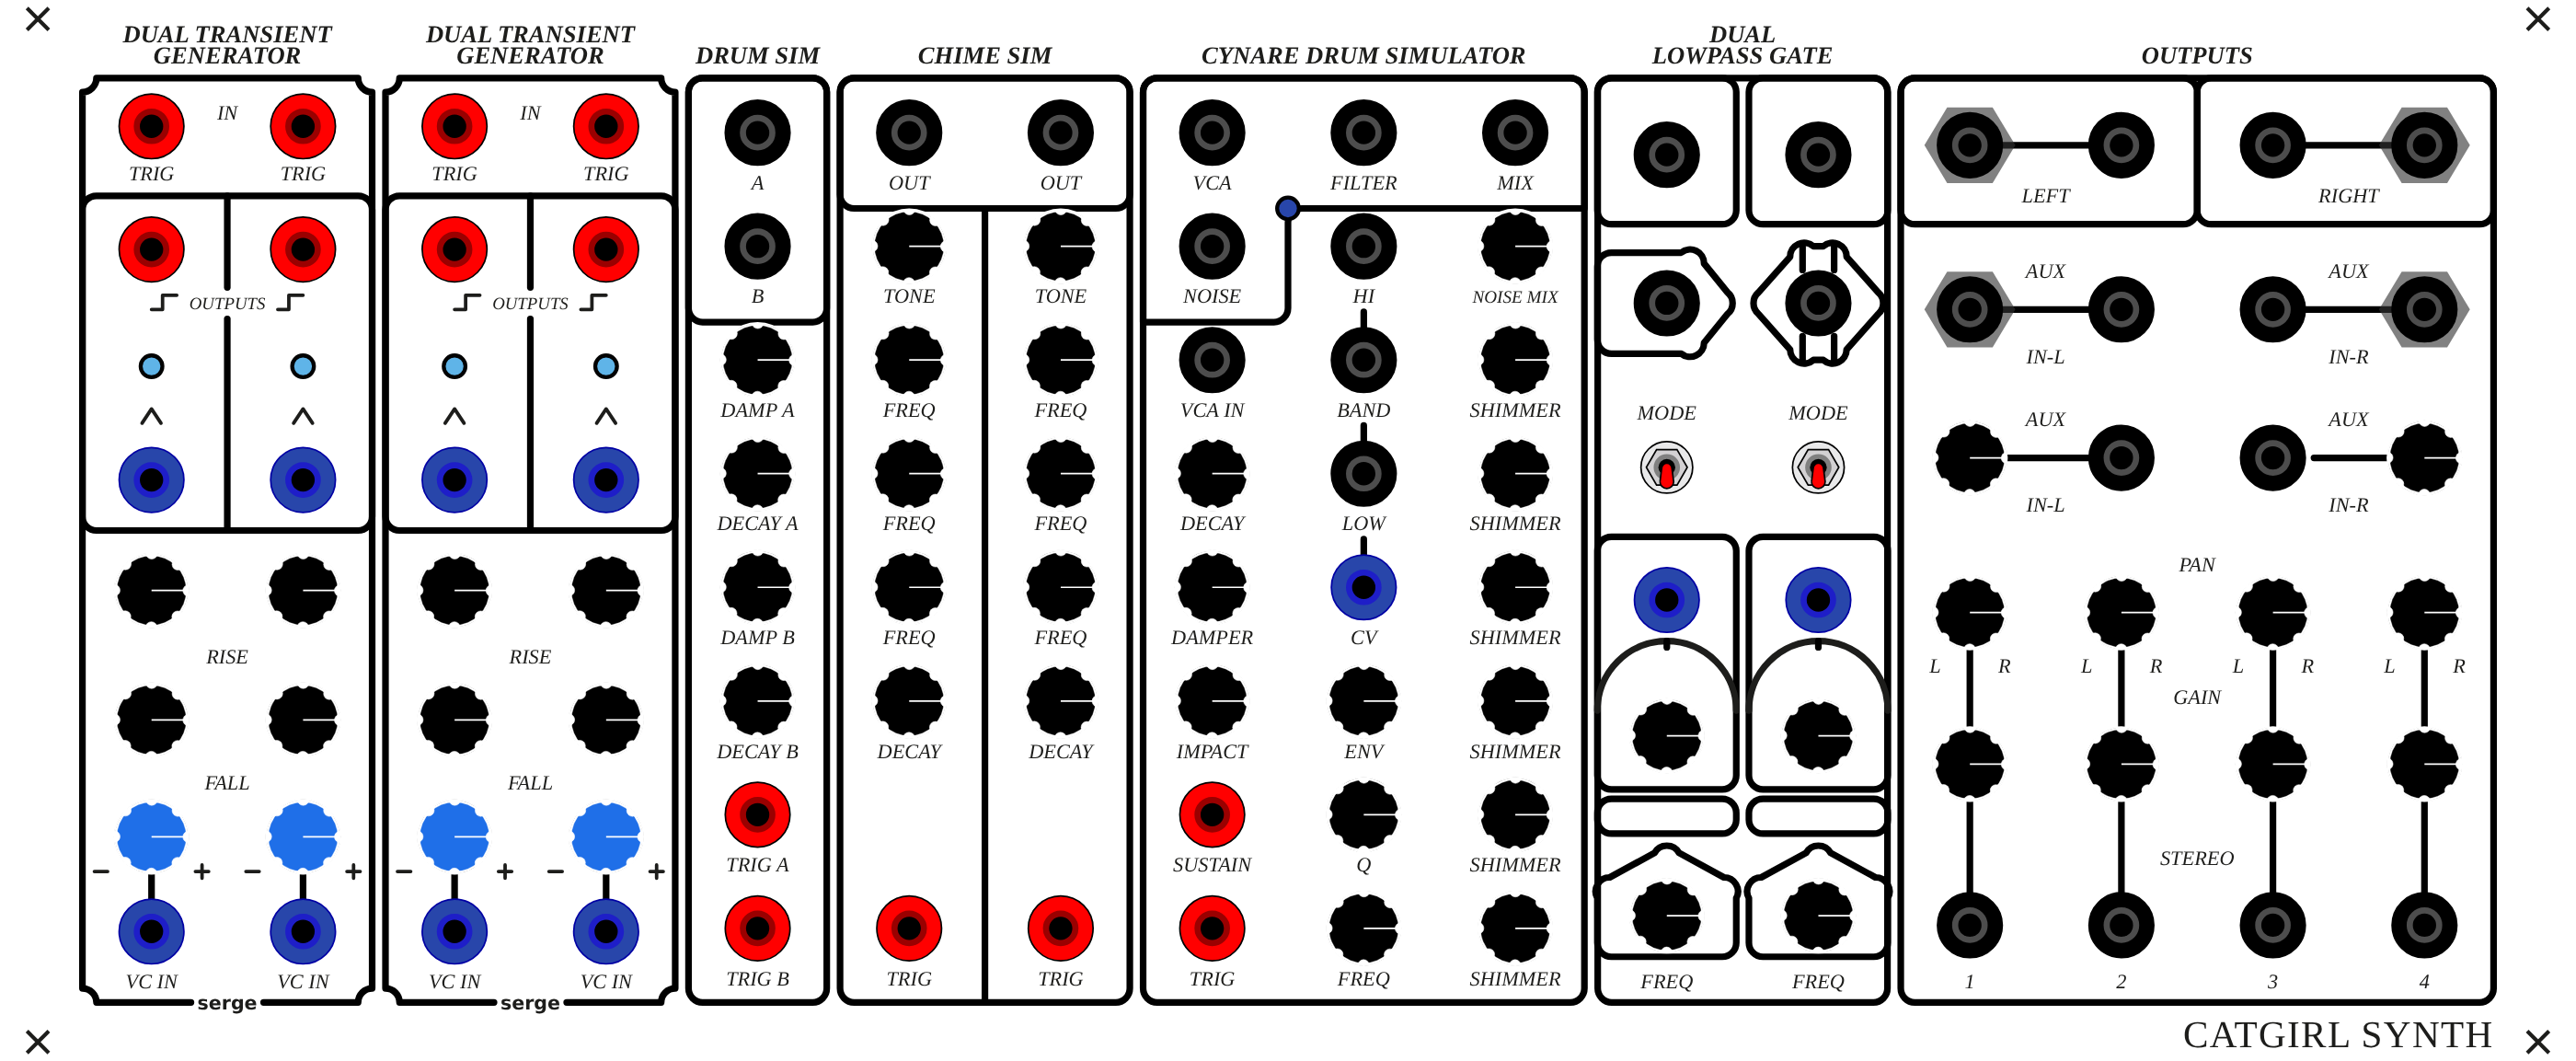 DUAL TRANSIENT
GENERATOR
IN
TRIG
TRIG
OUTPUTS
RISE
FALL
− + − +
VC IN
VC IN
serge
DUAL TRANSIENT
GENERATOR
IN
TRIG
TRIG
OUTPUTS
RISE
FALL
− + − +
VC IN
VC IN
serge
DRUM SIM
A
B
DAMP A
DECAY A
DAMP B
DECAY B
TRIG A
TRIG B
CHIME SIM
OUT OUT
TONE TONE
FREQ FREQ
FREQ FREQ
FREQ FREQ
DECAY DECAY
TRIG TRIG
CYNARE DRUM SIMULATOR
VCA FILTER MIX
NOISE HI NOISE MIX
VCA IN BAND SHIMMER
DECAY LOW SHIMMER
DAMPER CV SHIMMER
IMPACT ENV SHIMMER
SUSTAIN Q SHIMMER
TRIG FREQ SHIMMER
DUAL
LOWPASS GATE
MODE MODE
FREQ FREQ
OUTPUTS
LEFT RIGHT
AUX AUX
IN-L IN-R
AUX AUX
IN-L IN-R
PAN
L R L R L R L R
GAIN
STEREO
1 2 3 4
CATGIRL SYNTH